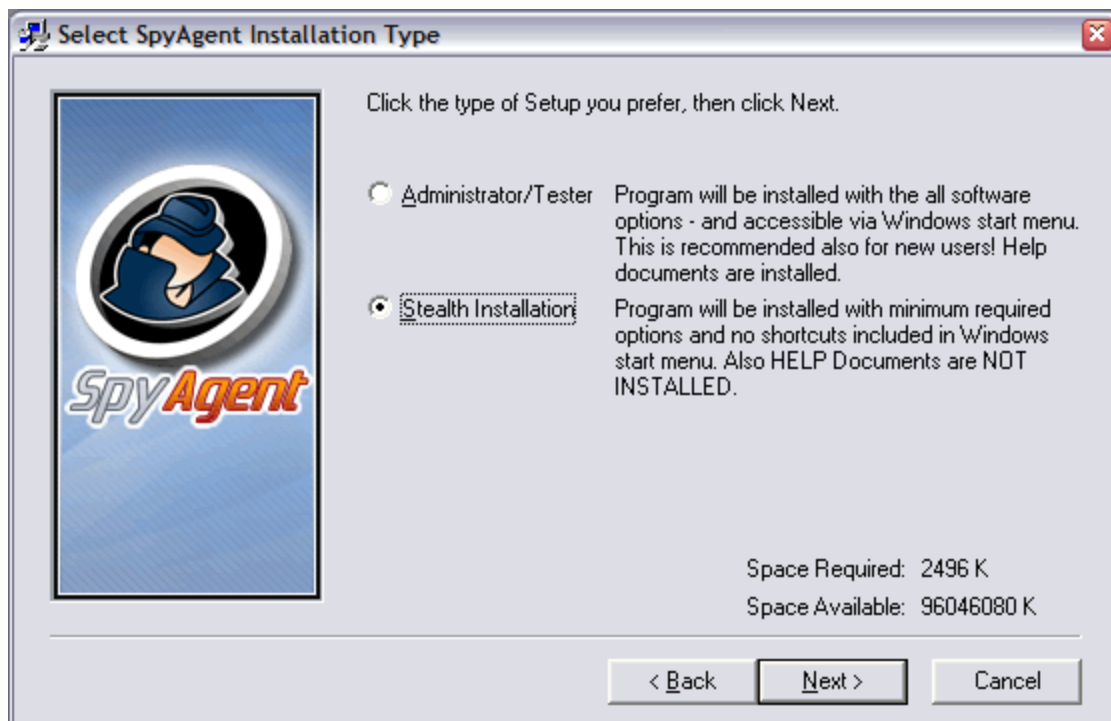 Select SpyAgent Installation Type
Click the type of Setup you prefer, then click Next.
Administrator/Tester
Program will be installed with the all software
options - and accessible via Windows start menu.
This is recommended also for new users! Help
documents are installed.
Stealth Installation
Program will be installed with minimum required
options and no shortcuts included in Windows
start menu. Also HELP Documents are NOT
INSTALLED.
SpyAgent
Space Required: 2496 K
Space Available: 96046080 K
< Back
Next >
Cancel